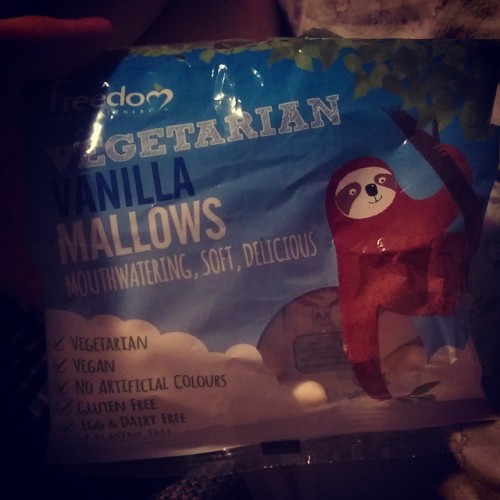 freedom
VEGETARIAN
VANILLA
MALLOWS
MOUTHWATERING, SOFT, DELICIOUS
✓ VEGETARIAN
✓ VEGAN
✓ NO ARTIFICIAL COLOURS
✓ GLUTEN FREE
✓ EGG & DAIRY FREE